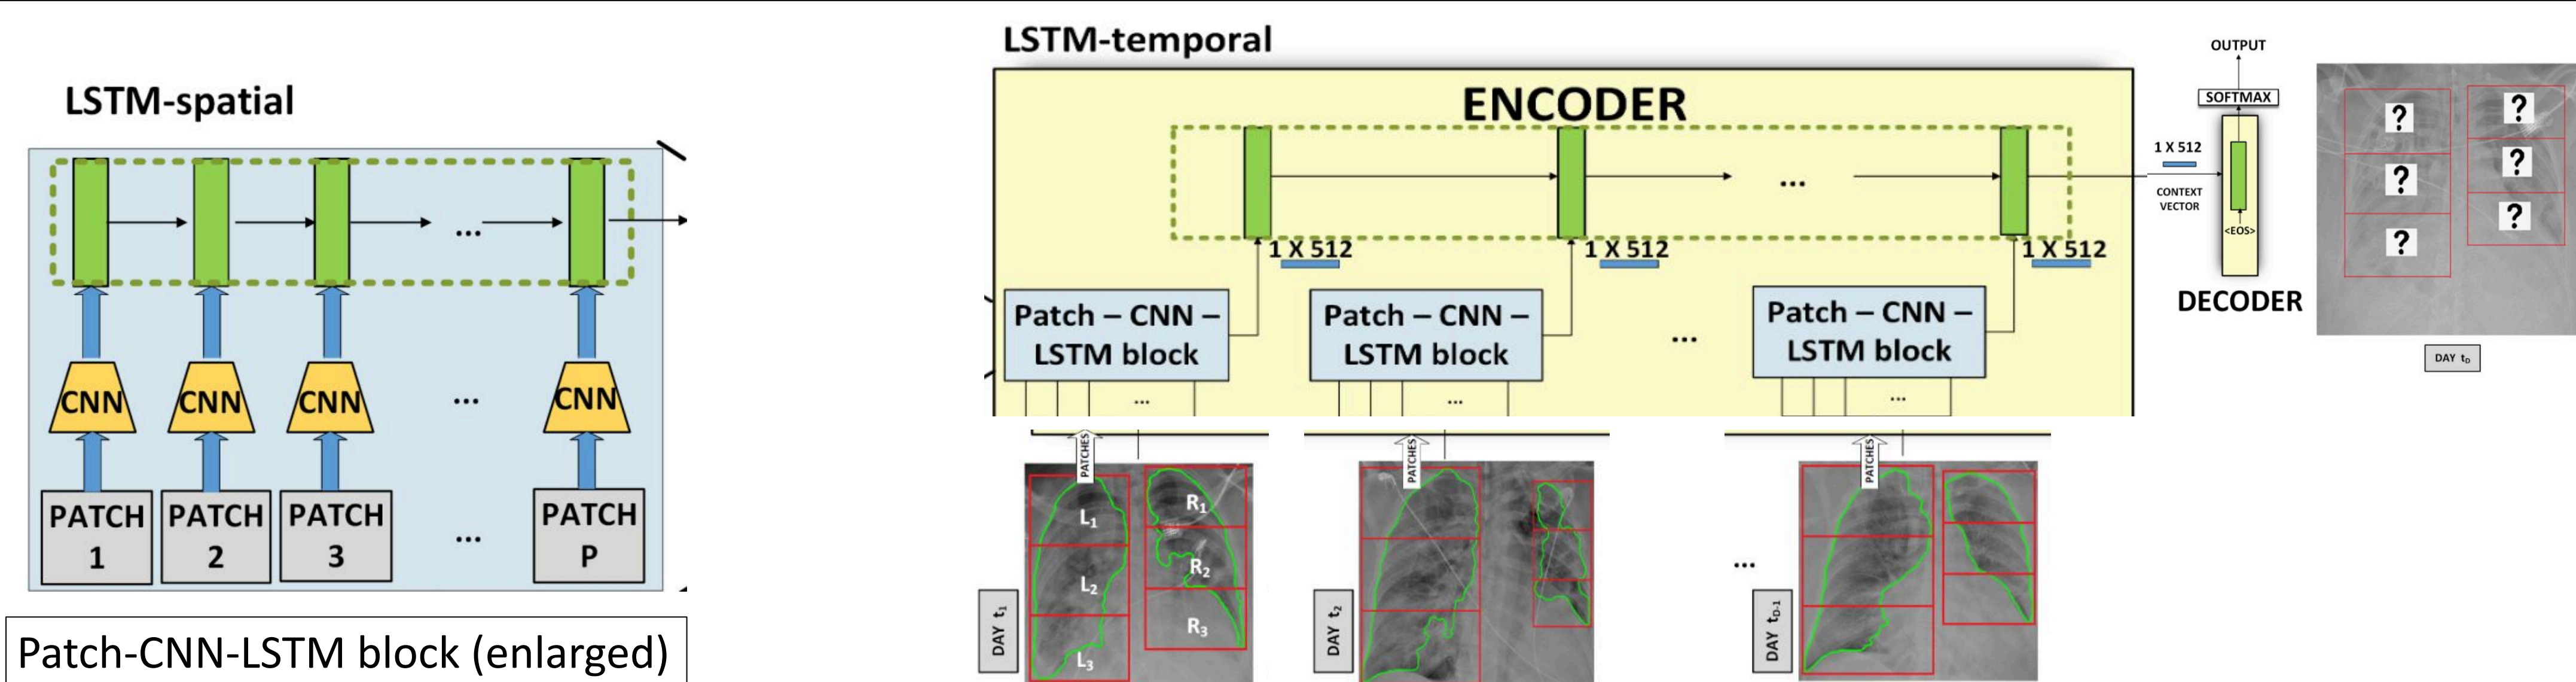 LSTM-spatial
...
CNN
CNN
CNN
...
CNN
PATCH 1
PATCH 2
PATCH 3
...
PATCH P
Patch-CNN-LSTM block (enlarged)
LSTM-temporal
ENCODER
...
1 X 512
1 X 512
1 X 512
Patch – CNN –
LSTM block
Patch – CNN –
LSTM block
...
Patch – CNN –
LSTM block
...
...
...
PATCHES
PATCHES
PATCHES
DAY t₁
L₁
L₂
L₃
R₁
R₂
R₃
DAY t₂
...
DAY t_D-1
OUTPUT
SOFTMAX
1 X 512
CONTEXT
VECTOR
<EOS>
DECODER
?
?
?
?
?
?
DAY t_D